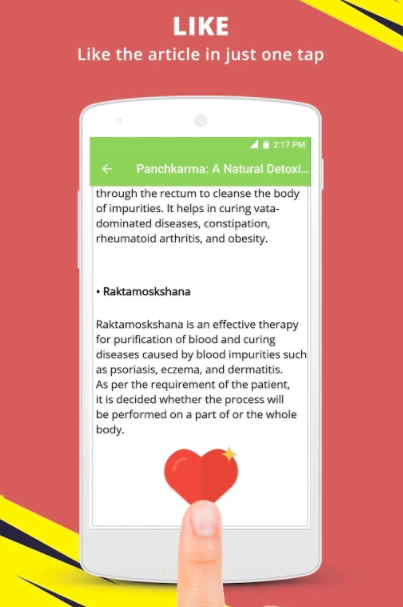 LIKE
Like the article in just one tap
2:17 PM
Panchkarma: A Natural Detoxi...
through the rectum to cleanse the body
of impurities. It helps in curing vata-
dominated diseases, constipation,
rheumatoid arthritis, and obesity.
• Raktamoskshana
Raktamoskshana is an effective therapy
for purification of blood and curing
diseases caused by blood impurities such
as psoriasis, eczema, and dermatitis.
As per the requirement of the patient,
it is decided whether the process will
be performed on a part of or the whole
body.